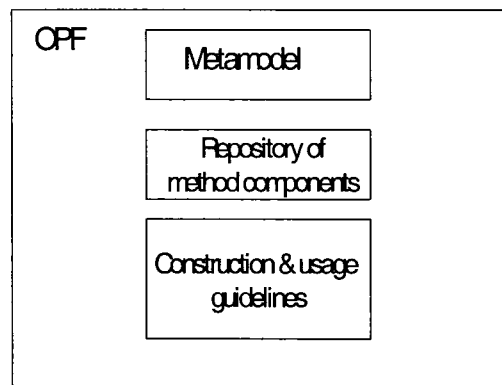 OPF
Metamodel
Repository of
method components
Construction & usage
guidelines